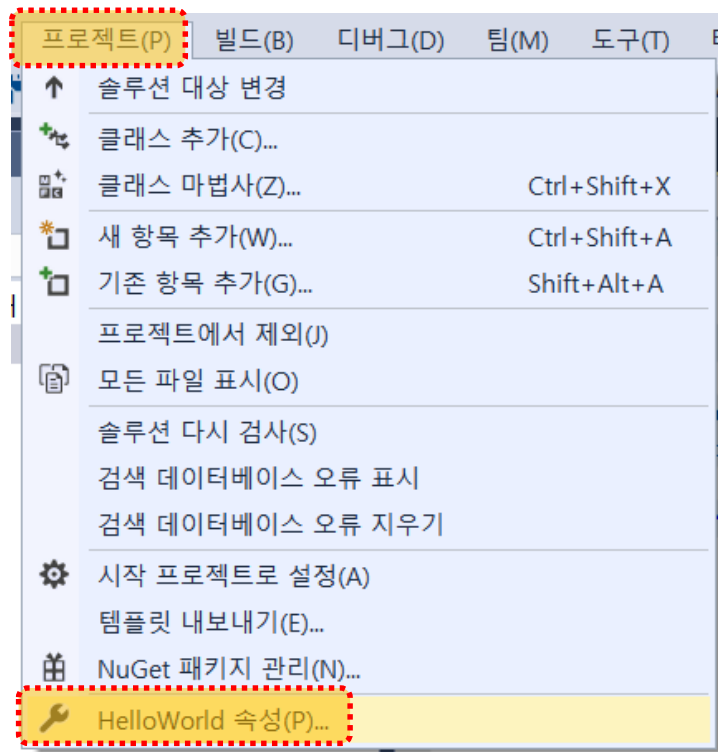 프로젝트(P) 빌드(B) 디버그(D) 팀(M) 도구(T)
솔루션 대상 변경
클래스 추가(C)...
클래스 마법사(Z)... Ctrl+Shift+X
새 항목 추가(W)... Ctrl+Shift+A
기존 항목 추가(G)... Shift+Alt+A
프로젝트에서 제외(J)
모든 파일 표시(O)
솔루션 다시 검사(S)
검색 데이터베이스 오류 표시
검색 데이터베이스 오류 지우기
시작 프로젝트로 설정(A)
템플릿 내보내기(E)...
NuGet 패키지 관리(N)...
HelloWorld 속성(P)...